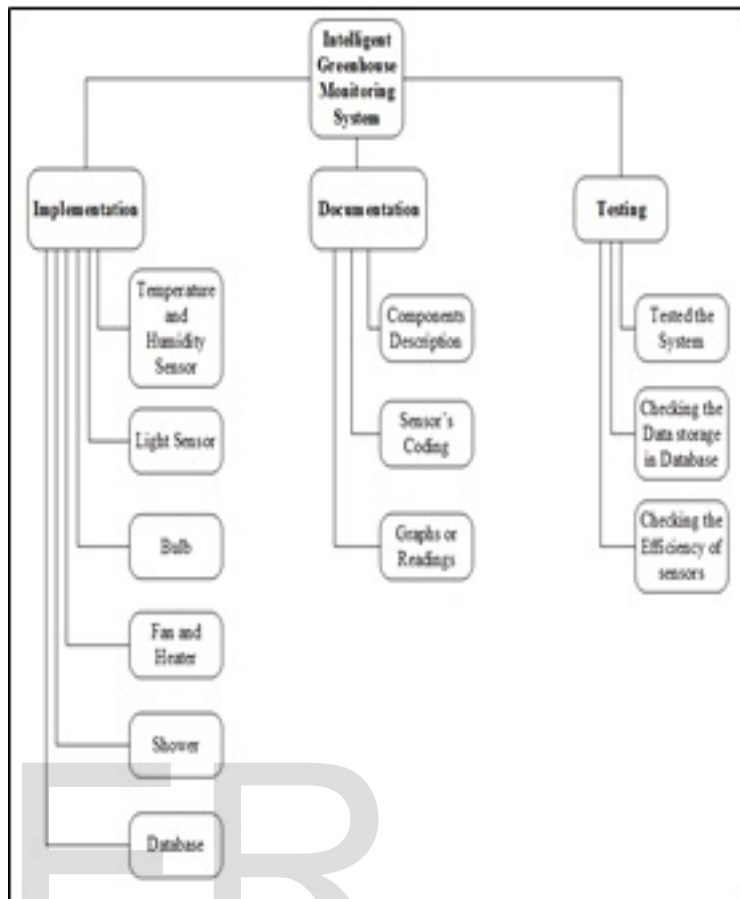 Intelligent
Greenhouse
Monitoring
System
Implementation
Documentation
Testing
Temperature
and
Humidity
Sensor
Light Sensor
Bulb
Fan and
Heater
Shower
Database
Components
Description
Sensor's
Coding
Graphs or
Readings
Tested the
System
Checking the
Data storage
in Database
Checking the
Efficiency of
sensors
ER